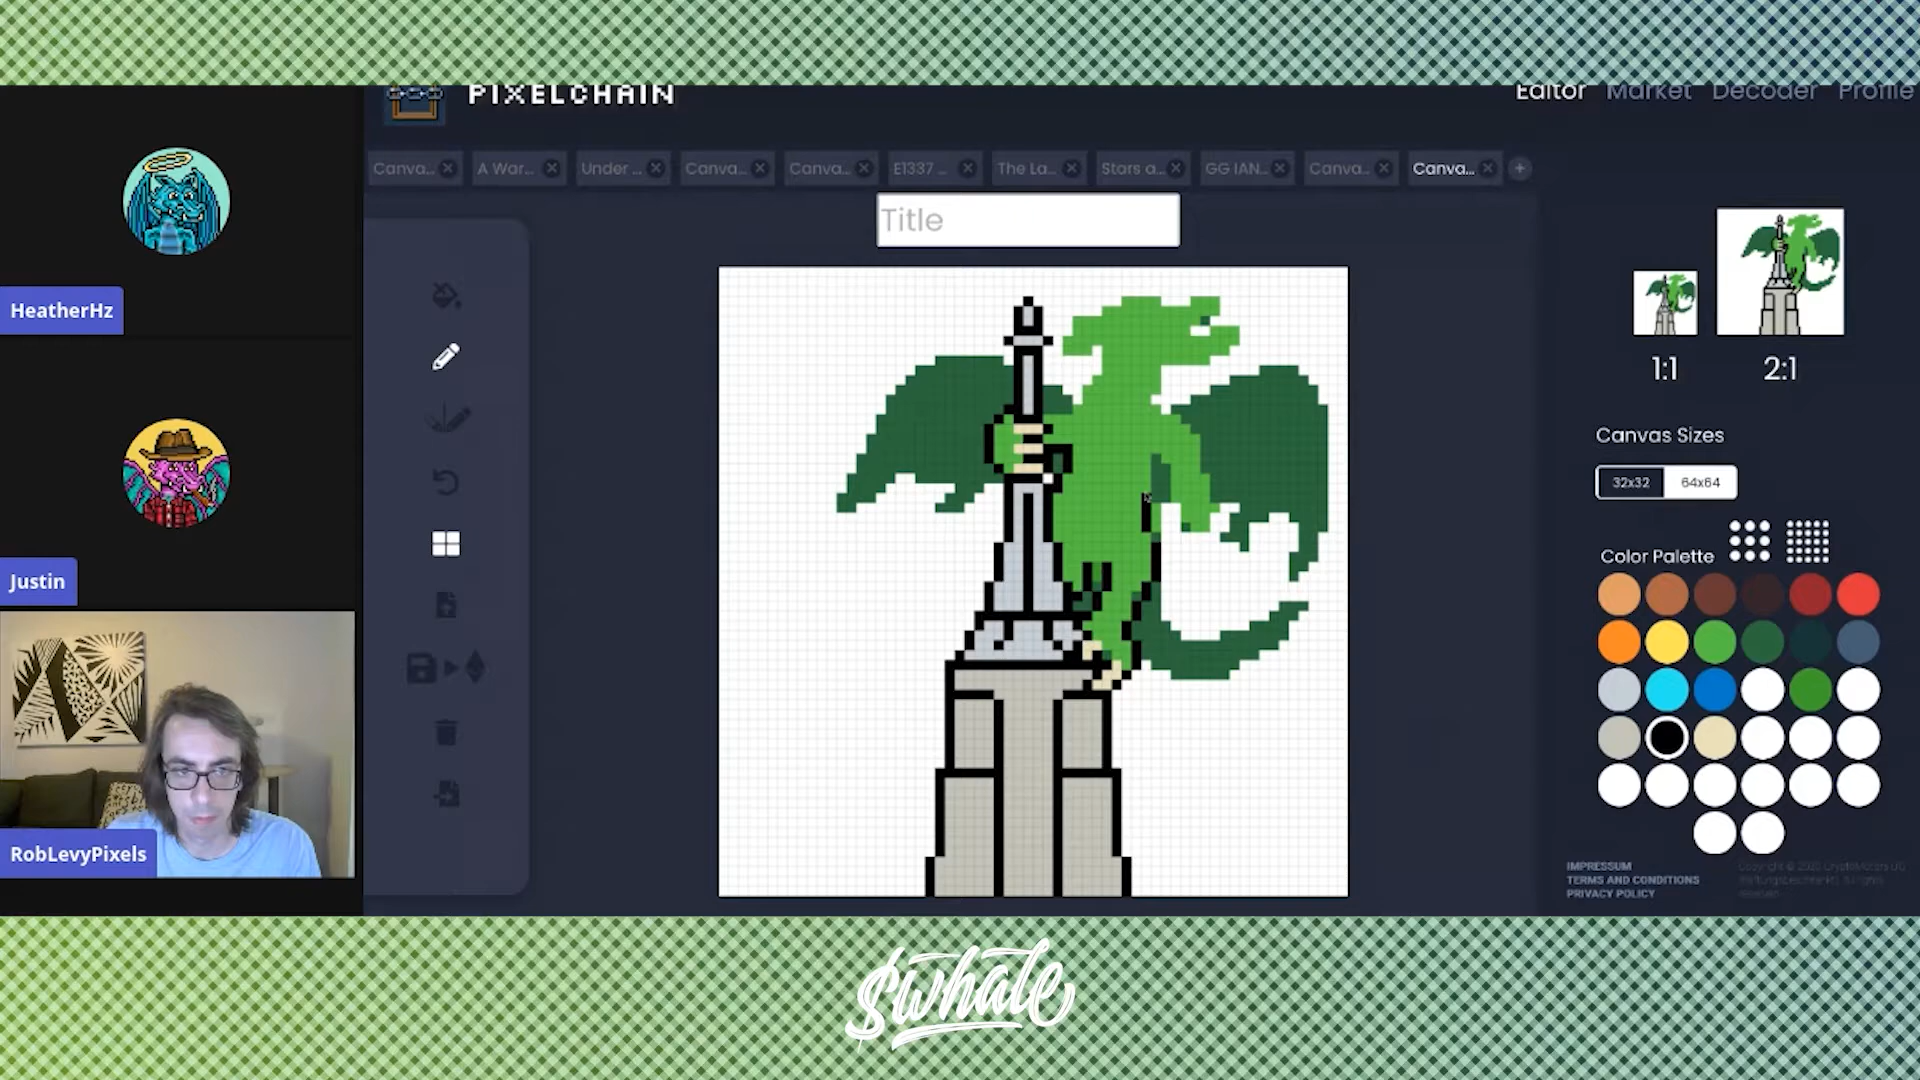 PIXELCHAIN
Editor Market Decoder Profile
Canva... A War... Under ... Canva... Canva... E1337 ... The La... Stars a... GG IAN... Canva... Canva... +
Title
HeatherHz
1:1 2:1
Canvas Sizes
32x32 64x64
Justin
Color Palette
RobLevyPixels
IMPRESSUM
TERMS AND CONDITIONS
PRIVACY POLICY
$whale